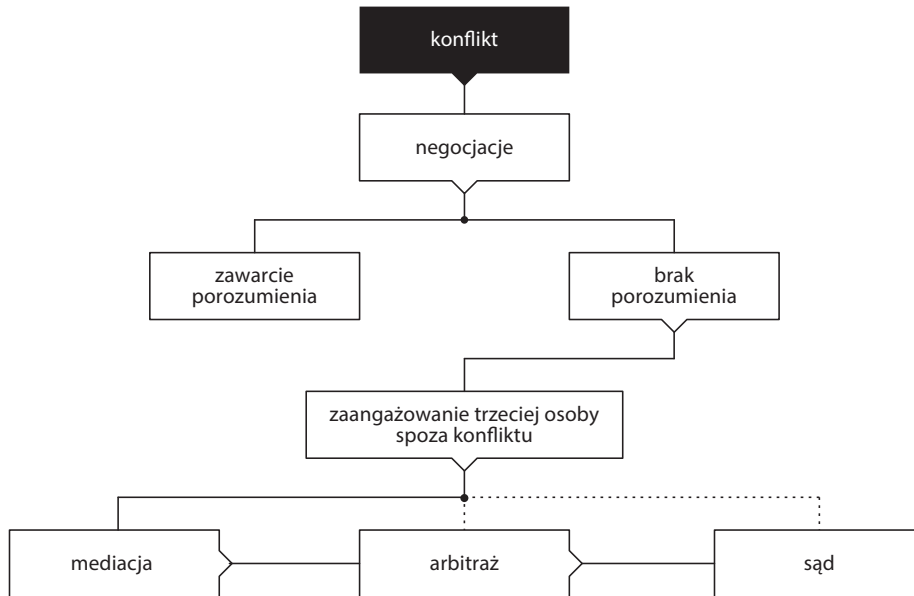 konflikt
negocjacje
zawarcie
porozumienia
brak
porozumienia
zaangażowanie trzeciej osoby
spoza konfliktu
mediacja
arbitraż
sąd